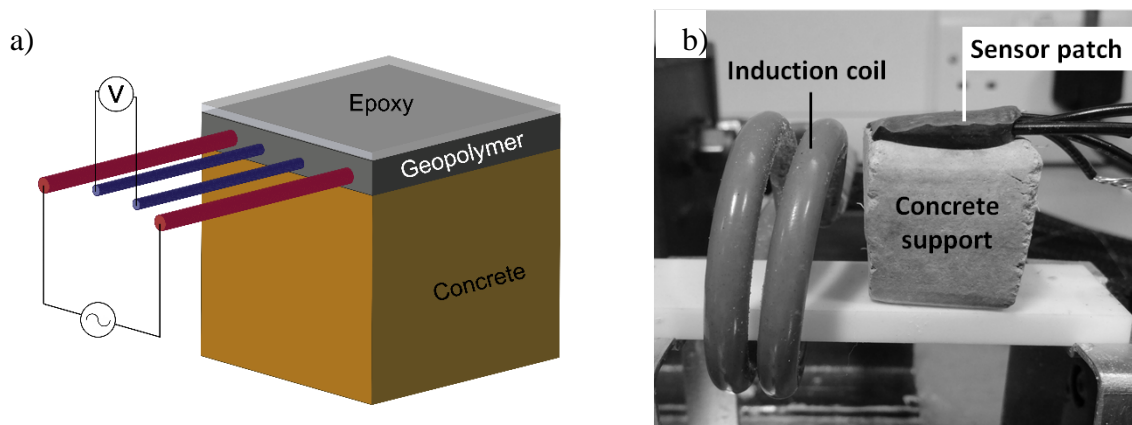 a)
V
Epoxy
Geopolymer
Concrete
b)
Sensor patch
Induction coil
Concrete
support